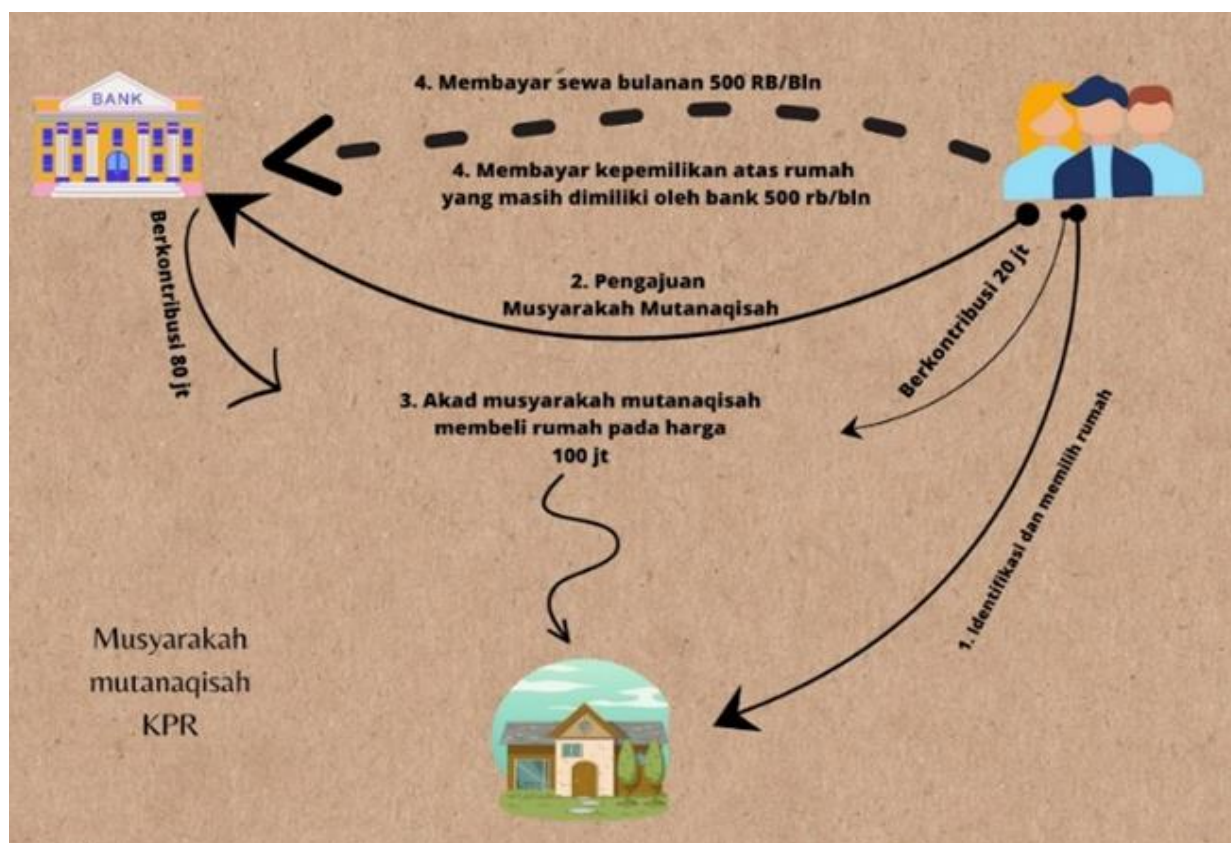 4. Membayar sewa bulanan 500 RB/Bln
BANK
4. Membayar kepemilikan atas rumah
yang masih dimiliki oleh bank 500 rb/bln
Berkontribusi 80 jt
2. Pengajuan
Musyarakah Mutanaqisah
Berkontribusi 20 jt
3. Akad musyarakah mutanaqisah
membeli rumah pada harga
100 jt
1. Identifikasi dan memilih rumah
Musyarakah
mutanaqisah
KPR